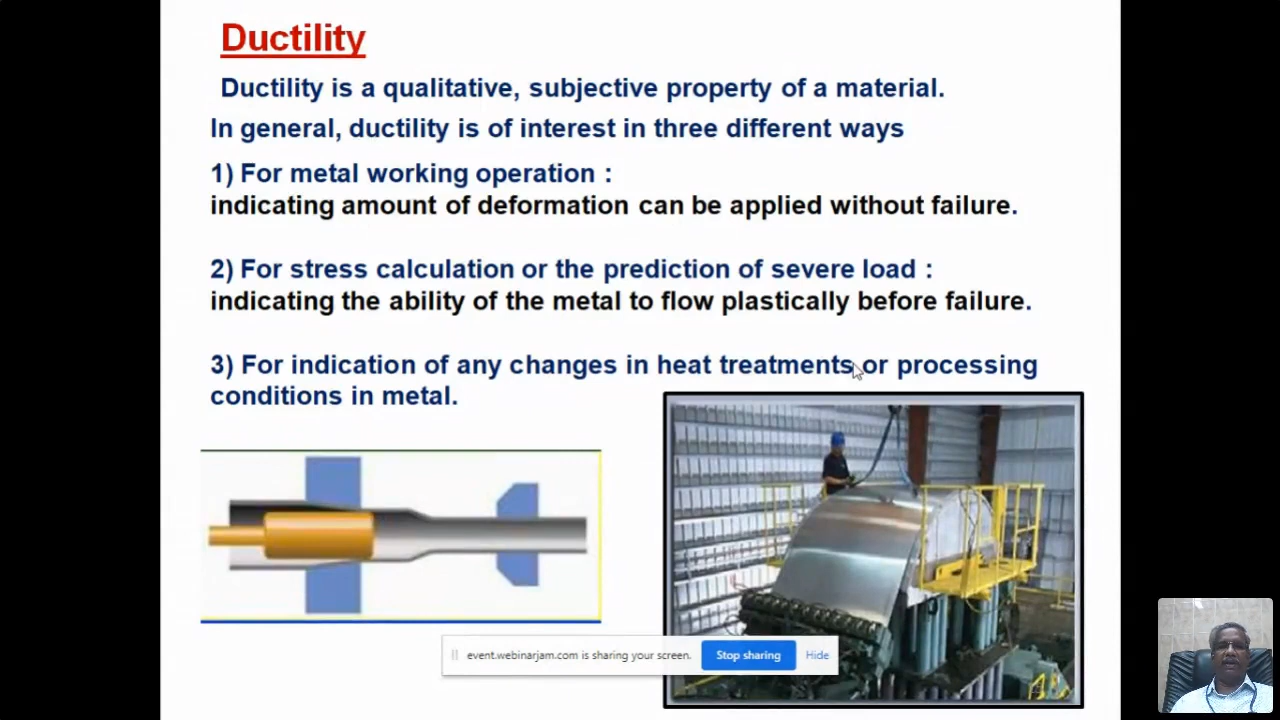 Ductility
Ductility is a qualitative, subjective property of a material.
In general, ductility is of interest in three different ways
1) For metal working operation :
indicating amount of deformation can be applied without failure.
2) For stress calculation or the prediction of severe load :
indicating the ability of the metal to flow plastically before failure.
3) For indication of any changes in heat treatments or processing
conditions in metal.
event.webinarjam.com is sharing your screen. Stop sharing Hide